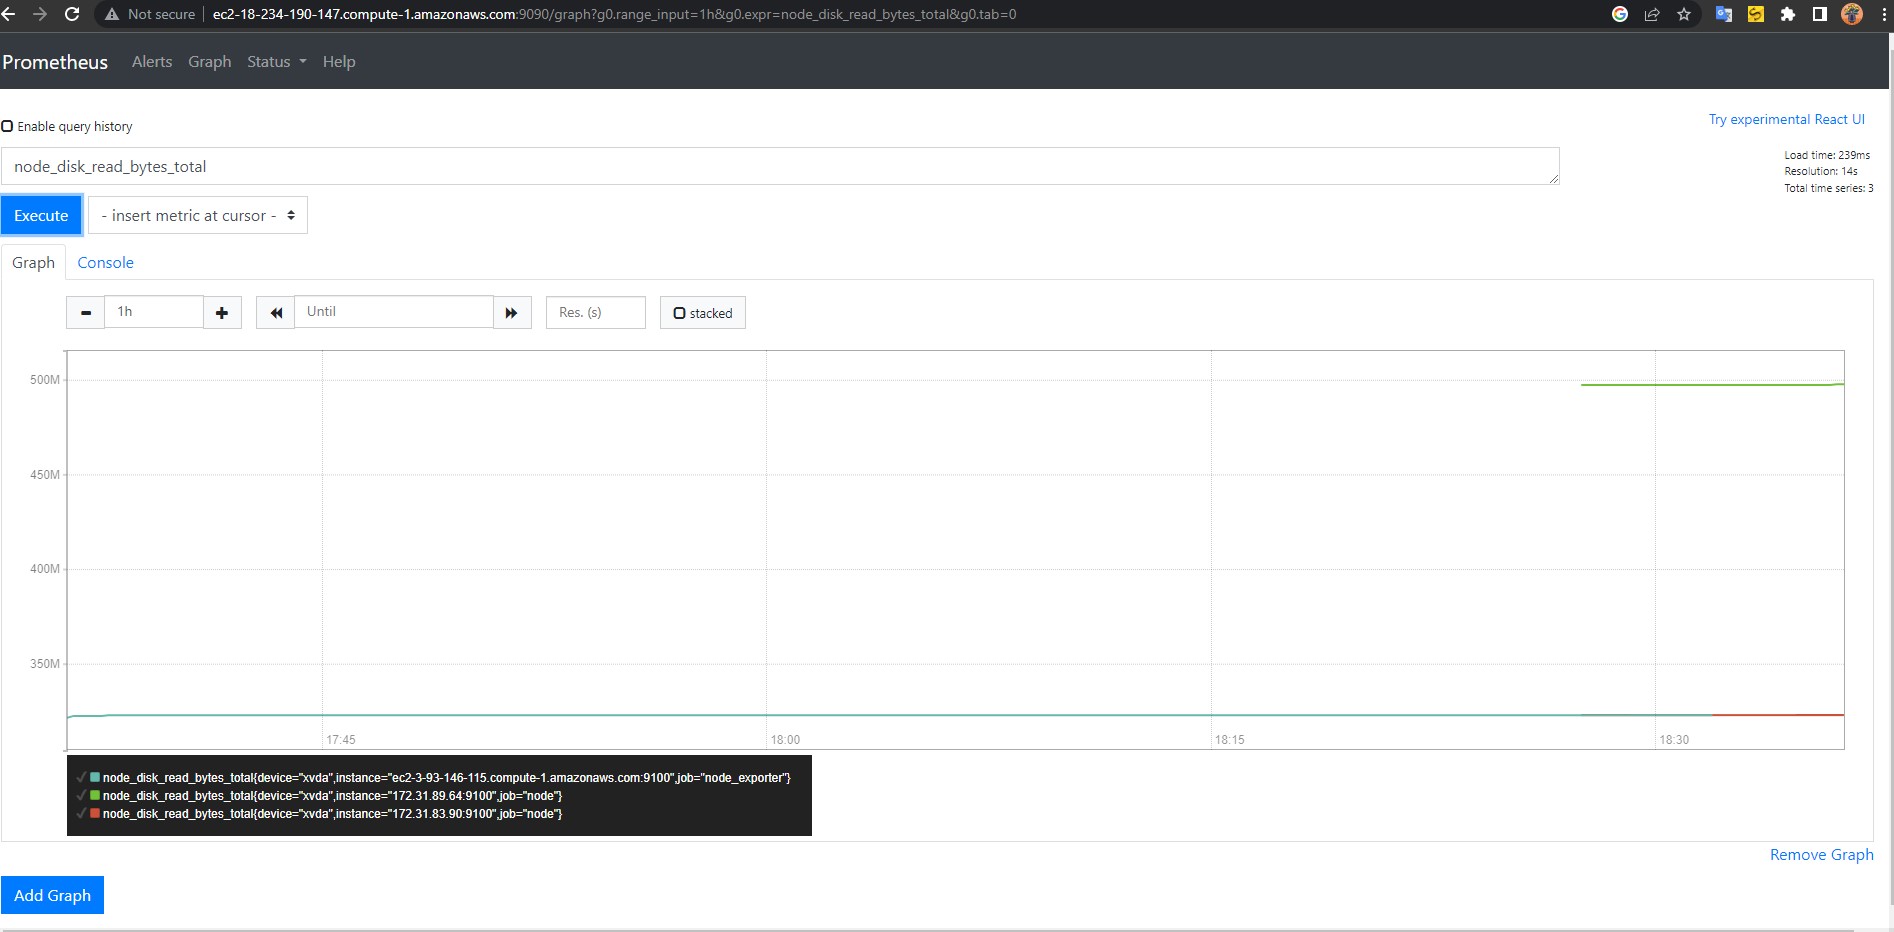 Not secure ec2-18-234-190-147.compute-1.amazonaws.com:9090/graph?g0.range_input=1h&g0.expr=node_disk_read_bytes_total&g0.tab=0
Prometheus Alerts Graph Status Help
Enable query history
Try experimental React UI
node_disk_read_bytes_total
Load time: 239ms
Resolution: 14s
Total time series: 3
Execute - insert metric at cursor -
Graph Console
1h Until Res. (s) stacked
500M
450M
400M
350M
17:45 18:00 18:15 18:30
node_disk_read_bytes_total{device="xvda",instance="ec2-3-93-146-115.compute-1.amazonaws.com:9100",job="node_exporter"}
node_disk_read_bytes_total{device="xvda",instance="172.31.89.64:9100",job="node"}
node_disk_read_bytes_total{device="xvda",instance="172.31.83.90:9100",job="node"}
Remove Graph
Add Graph